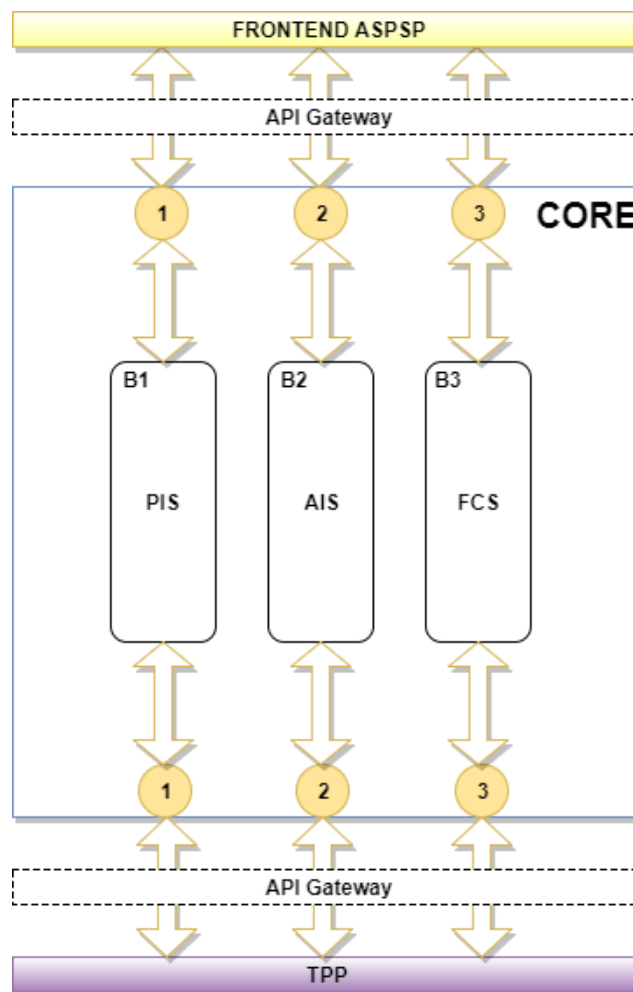 FRONTEND ASPSP
API Gateway
1 2 3 CORE
B1 B2 B3
PIS AIS FCS
1 2 3
API Gateway
TPP